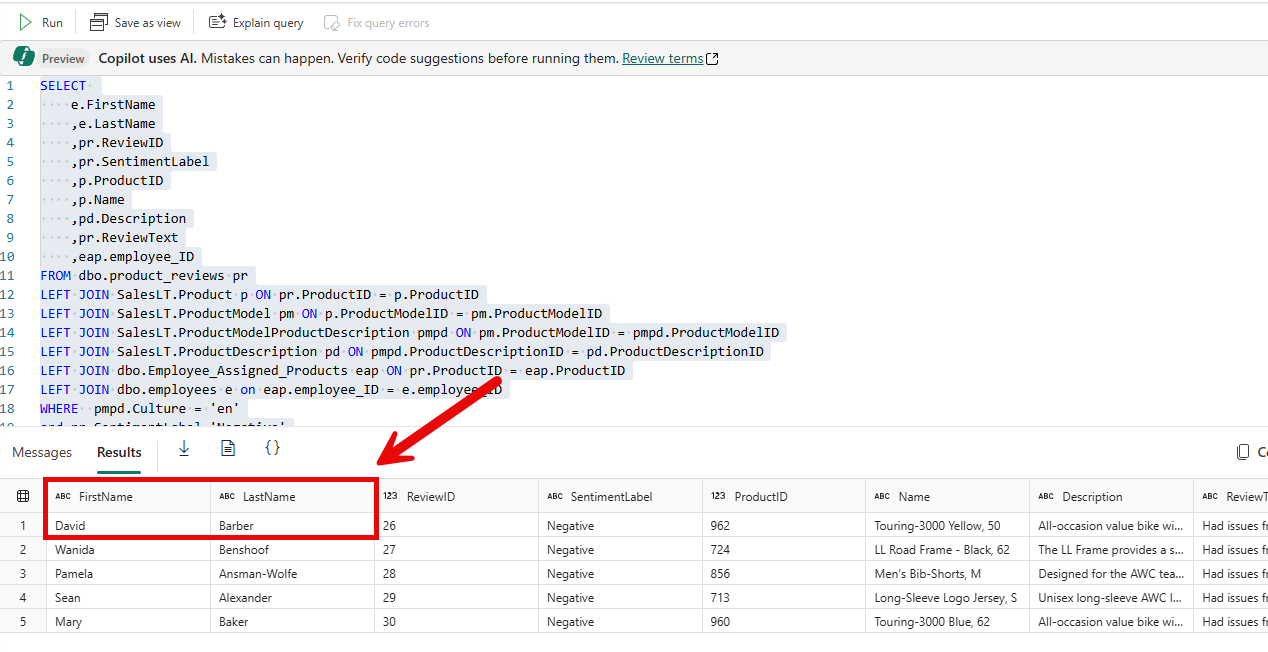 Run Save as view Explain query Fix query errors
Preview Copilot uses AI. Mistakes can happen. Verify code suggestions before running them. Review terms
1 SELECT
2 e.FirstName
3 ,e.LastName
4 ,pr.ReviewID
5 ,pr.SentimentLabel
6 ,p.ProductID
7 ,p.Name
8 ,pd.Description
9 ,pr.ReviewText
10 ,eap.employee_ID
11 FROM dbo.product_reviews pr
12 LEFT JOIN SalesLT.Product p ON pr.ProductID = p.ProductID
13 LEFT JOIN SalesLT.ProductModel pm ON p.ProductModelID = pm.ProductModelID
14 LEFT JOIN SalesLT.ProductModelProductDescription pmpd ON pm.ProductModelID = pmpd.ProductModelID
15 LEFT JOIN SalesLT.ProductDescription pd ON pmpd.ProductDescriptionID = pd.ProductDescriptionID
16 LEFT JOIN dbo.Employee_Assigned_Products eap ON pr.ProductID = eap.ProductID
17 LEFT JOIN dbo.employees e on eap.employee_ID = e.employee_ID
18 WHERE pmpd.Culture = 'en'
Messages Results {}
ABC FirstName ABC LastName 123 ReviewID ABC SentimentLabel 123 ProductID ABC Name ABC Description ABC ReviewT
1 David Barber 26 Negative 962 Touring-3000 Yellow, 50 All-occasion value bike wi... Had issues f
2 Wanida Benshoof 27 Negative 724 LL Road Frame - Black, 62 The LL Frame provides a s... Had issues f
3 Pamela Ansman-Wolfe 28 Negative 856 Men's Bib-Shorts, M Designed for the AWC tea... Had issues f
4 Sean Alexander 29 Negative 713 Long-Sleeve Logo Jersey, S Unisex long-sleeve AWC l... Had issues f
5 Mary Baker 30 Negative 960 Touring-3000 Blue, 62 All-occasion value bike wi... Had issues f